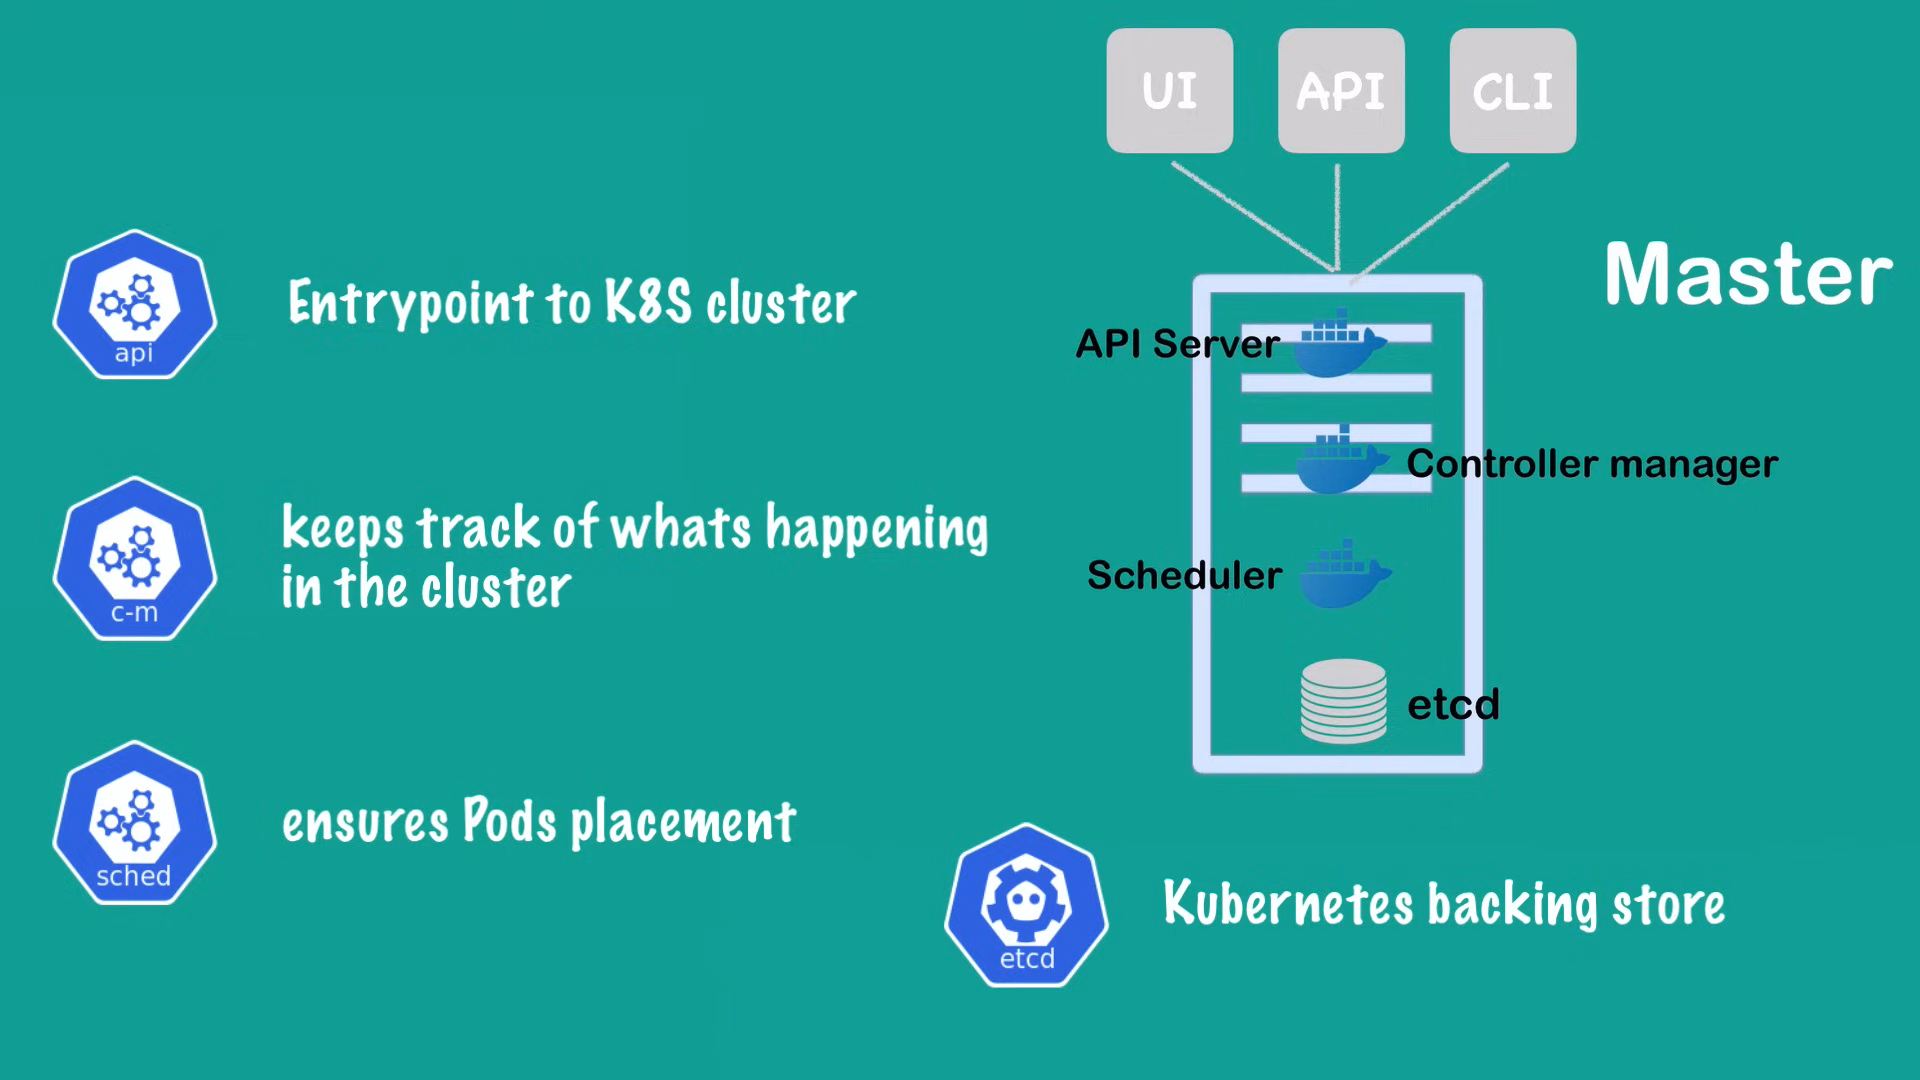 UI
API
CLI
Master
api
Entrypoint to K8S cluster
API Server
Controller manager
c-m
keeps track of whats happening
in the cluster
Scheduler
etcd
sched
ensures Pods placement
etcd
Kubernetes backing store